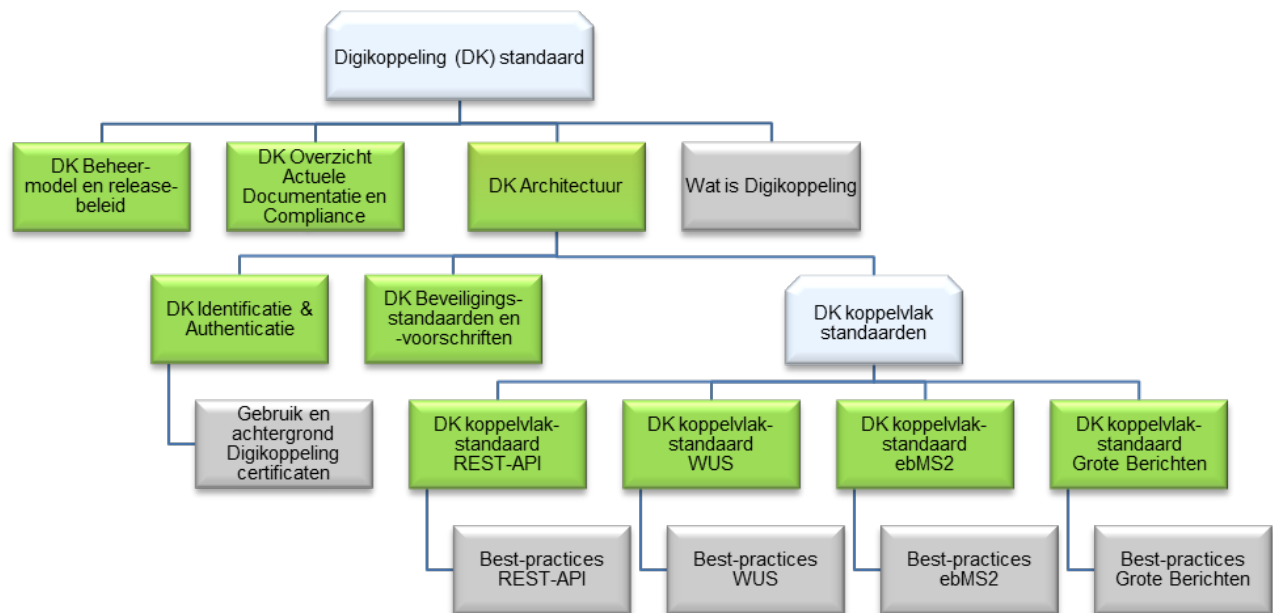 Digikoppeling (DK) standaard
DK Beheer-
model en release-
beleid
DK Overzicht
Actuele
Documentatie en
Compliance
DK Architectuur
Wat is Digikoppeling
DK Identificatie &
Authenticatie
DK Beveiligings-
standaarden en
-voorschriften
DK koppelvlak
standaarden
Gebruik en
achtergrond
Digikoppeling
certificaten
DK koppelvlak-
standaard
REST-API
DK koppelvlak-
standaard
WUS
DK koppelvlak-
standaard
ebMS2
DK koppelvlak-
standaard
Grote Berichten
Best-practices
REST-API
Best-practices
WUS
Best-practices
ebMS2
Best-practices
Grote Berichten